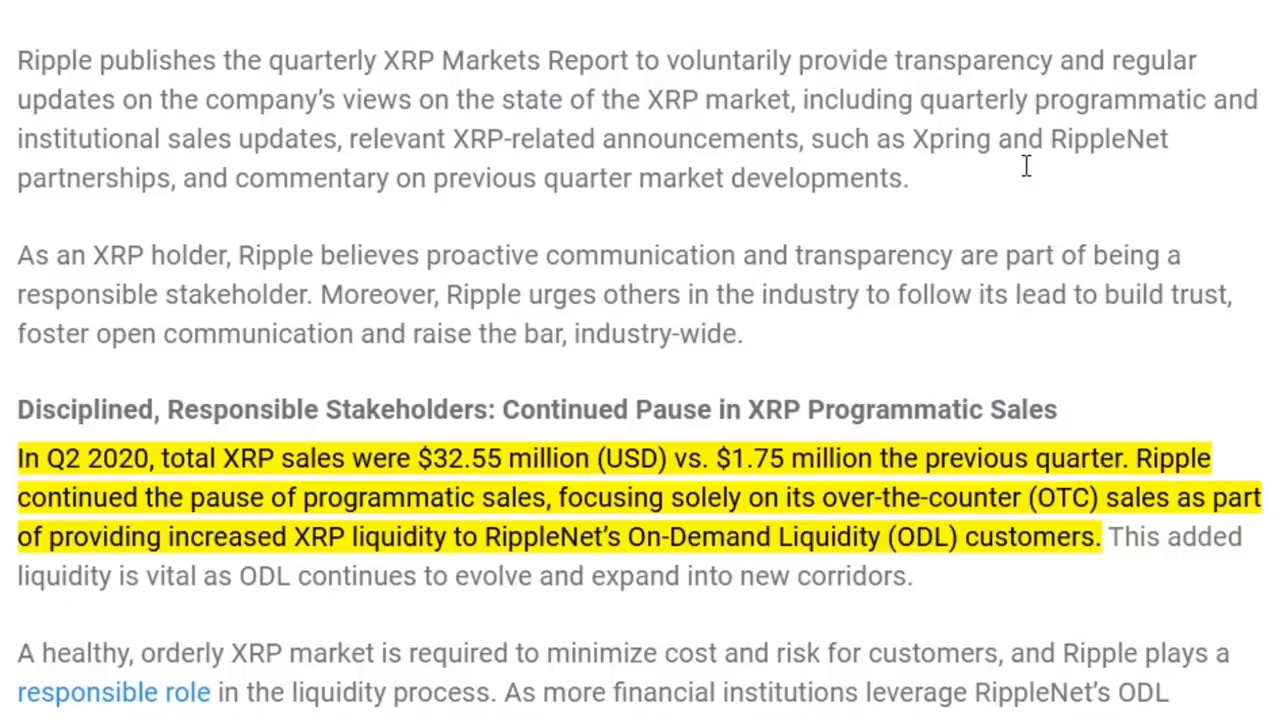 Ripple publishes the quarterly XRP Markets Report to voluntarily provide transparency and regular
updates on the company’s views on the state of the XRP market, including quarterly programmatic and
institutional sales updates, relevant XRP-related announcements, such as Xpring and RippleNet
partnerships, and commentary on previous quarter market developments.
As an XRP holder, Ripple believes proactive communication and transparency are part of being a
responsible stakeholder. Moreover, Ripple urges others in the industry to follow its lead to build trust,
foster open communication and raise the bar, industry-wide.
Disciplined, Responsible Stakeholders: Continued Pause in XRP Programmatic Sales
In Q2 2020, total XRP sales were $32.55 million (USD) vs. $1.75 million the previous quarter. Ripple
continued the pause of programmatic sales, focusing solely on its over-the-counter (OTC) sales as part
of providing increased XRP liquidity to RippleNet’s On-Demand Liquidity (ODL) customers. This added
liquidity is vital as ODL continues to evolve and expand into new corridors.
A healthy, orderly XRP market is required to minimize cost and risk for customers, and Ripple plays a
responsible role in the liquidity process. As more financial institutions leverage RippleNet’s ODL